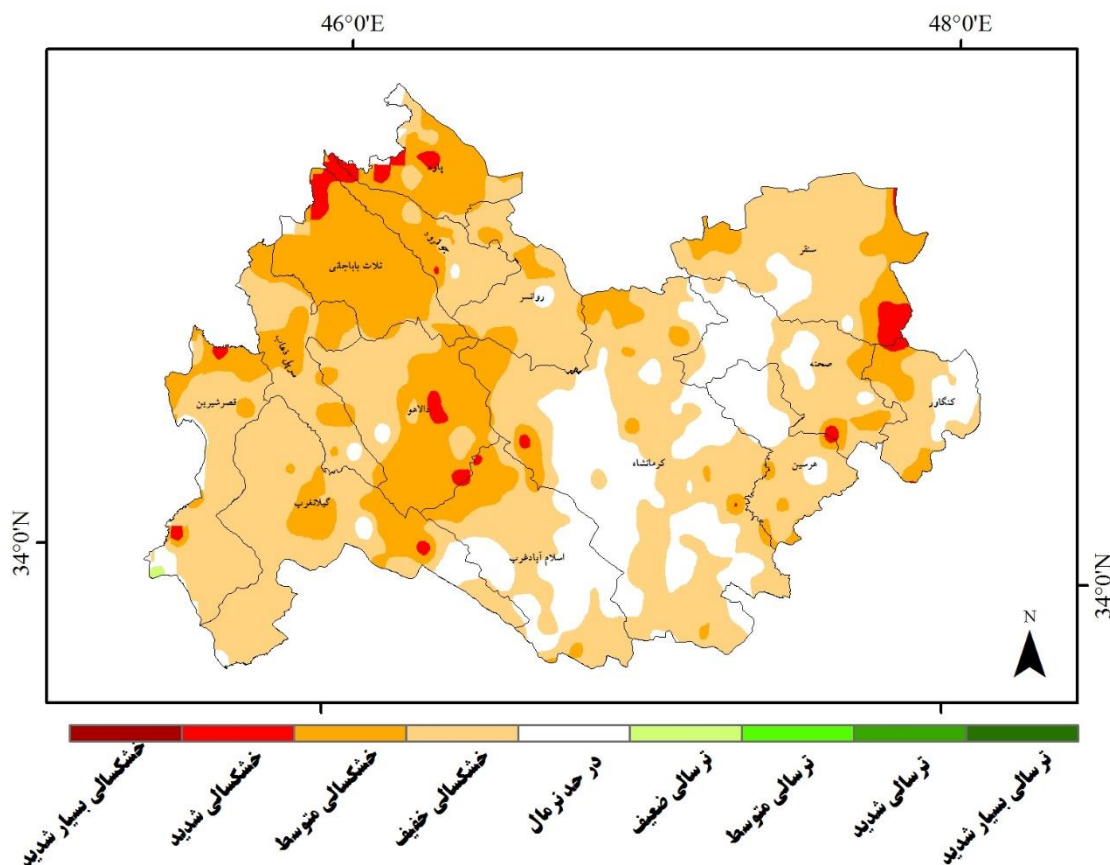 46°0'E
48°0'E
پاوه
جوانرود
ثلاث باباجانی
سنقر
روانسر
سرپل ذهاب
صحنه
کنگاور
قصرشیرین
دالاهو
کرمانشاه
هرسین
گیلانغرب
اسلام آبادغرب
34°0'N
34°0'N
N
خشکسالی بسیار شدید
خشکسالی شدید
خشکسالی متوسط
خشکسالی خفیف
در حد نرمال
ترسالی ضعیف
ترسالی متوسط
ترسالی شدید
ترسالی بسیار شدید